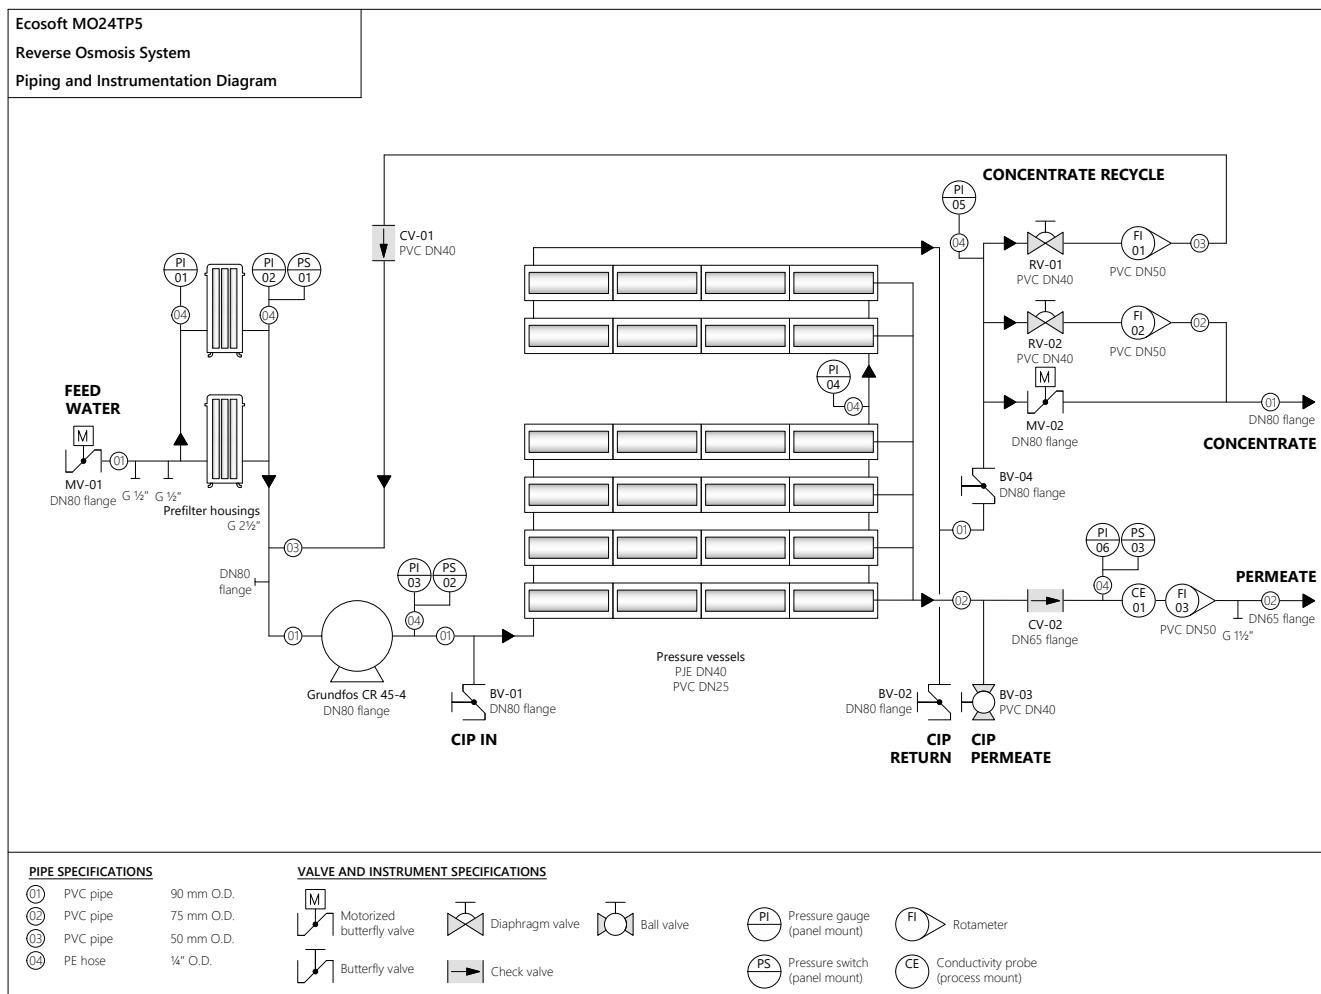 Ecosoft MO24TP5
Reverse Osmosis System
Piping and Instrumentation Diagram
CONCENTRATE RECYCLE
PI
05
04
CV-01
PVC DN40
FI
01
03
RV-01
PVC DN40
PVC DN50
PI
01
PI
02
PS
01
04
04
FI
02
02
RV-02
PVC DN40
PVC DN50
PI
04
04
M
01
MV-02
DN80 flange
DN80 flange
CONCENTRATE
FEED
WATER
M
01
MV-01
DN80 flange
G ½"
G ½"
Prefilter housings
G 2½"
BV-04
DN80 flange
01
03
DN80
flange
PI
03
PS
02
04
01
01
Grundfos CR 45-4
DN80 flange
BV-01
DN80 flange
CIP IN
Pressure vessels
PJE DN40
PVC DN25
PI
06
PS
03
04
02
CV-02
DN65 flange
CE
01
FI
03
PVC DN50
G 1½"
PERMEATE
02
DN65 flange
BV-02
DN80 flange
BV-03
PVC DN40
CIP
RETURN
CIP
PERMEATE
PIPE SPECIFICATIONS
01 PVC pipe 90 mm O.D.
02 PVC pipe 75 mm O.D.
03 PVC pipe 50 mm O.D.
04 PE hose ¼" O.D.
VALVE AND INSTRUMENT SPECIFICATIONS
M
Motorized
butterfly valve
Butterfly valve
Diaphragm valve
Check valve
Ball valve
PI
Pressure gauge
(panel mount)
PS
Pressure switch
(panel mount)
FI
Rotameter
CE
Conductivity probe
(process mount)